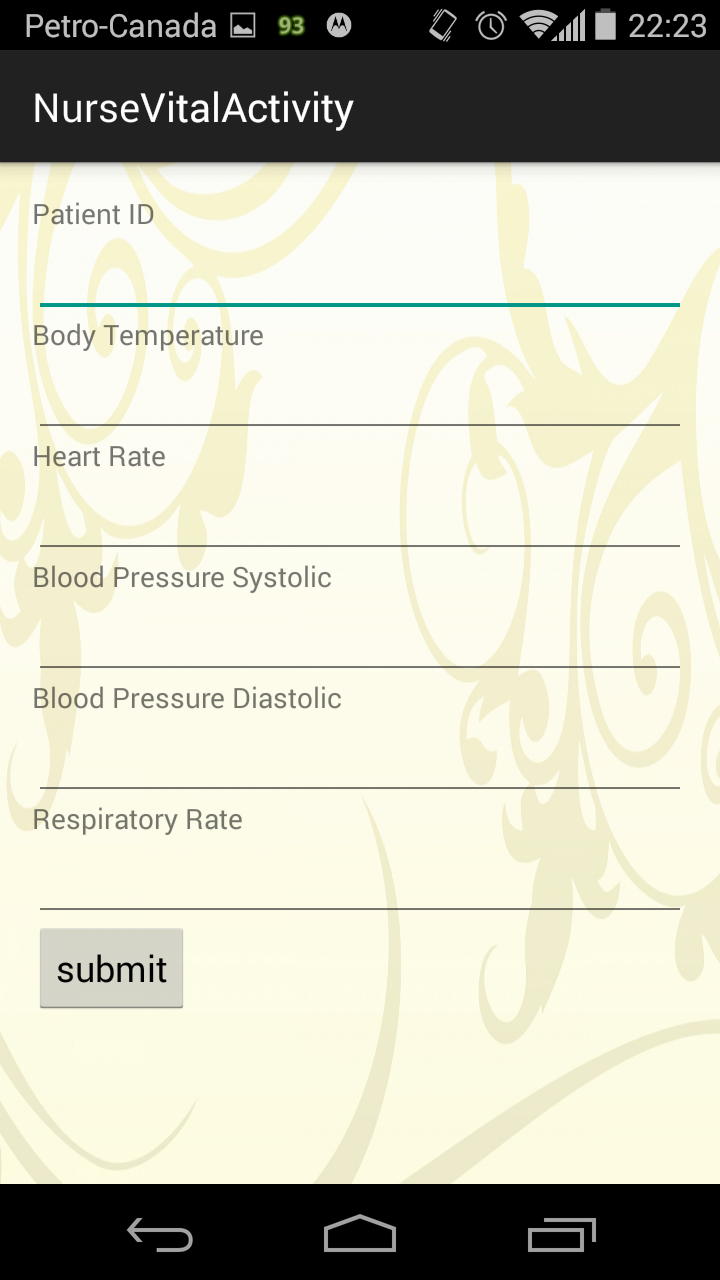 Petro-Canada 93 22:23
NurseVitalActivity
Patient ID
Body Temperature
Heart Rate
Blood Pressure Systolic
Blood Pressure Diastolic
Respiratory Rate
submit